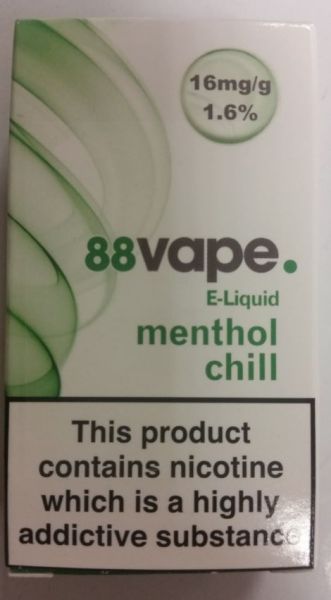 16mg/g
1.6%
88vape.
E-Liquid
menthol
chill
This product
contains nicotine
which is a highly
addictive substance